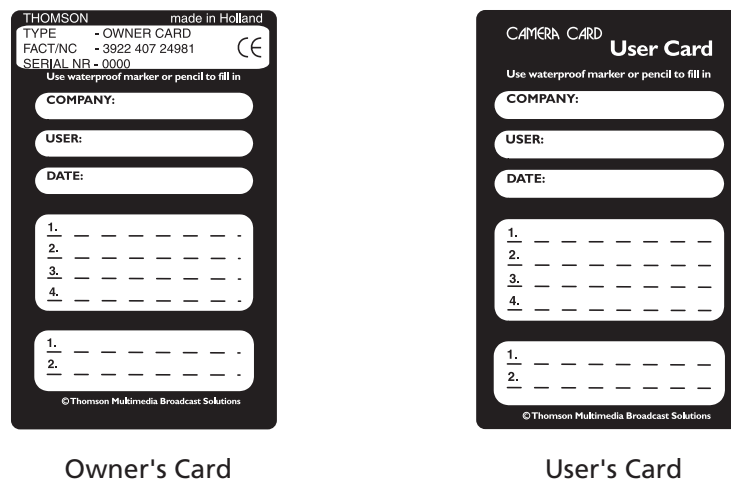 THOMSON made in Holland
TYPE - OWNER CARD
FACT/NC - 3922 407 24981
CE
SERIAL NR - 0000
Use waterproof marker or pencil to fill in
COMPANY:
USER:
DATE:
1.
2.
3.
4.
1.
2.
© Thomson Multimedia Broadcast Solutions
Owner's Card
CAMERA CARD
User Card
Use waterproof marker or pencil to fill in
COMPANY:
USER:
DATE:
1.
2.
3.
4.
1.
2.
© Thomson Multimedia Broadcast Solutions
User's Card